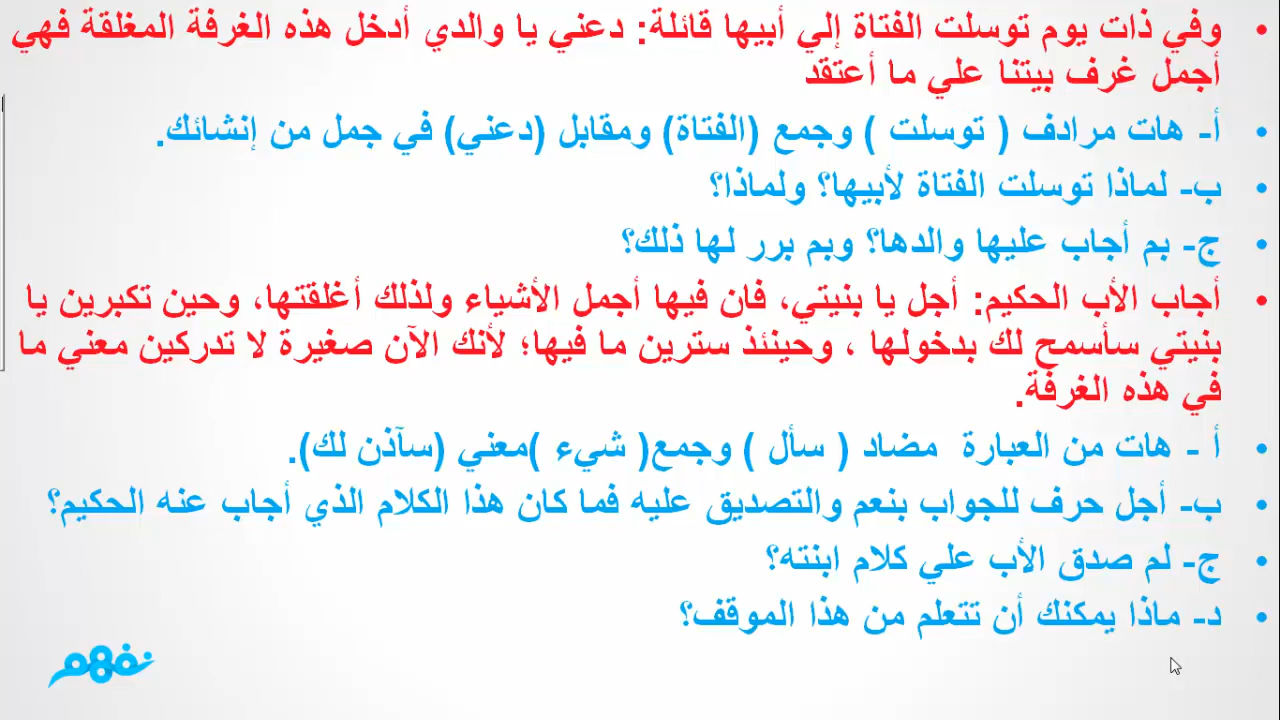 • وفي ذات يوم توسلت الفتاة إلي أبيها قائلة: دعني يا والدي أدخل هذه الغرفة المغلقة فهي
أجمل غرف بيتنا علي ما أعتقد
• أ- هات مرادف ( توسلت ) وجمع (الفتاة) ومقابل (دعني) في جمل من إنشائك.
• ب- لماذا توسلت الفتاة لأبيها؟ ولماذا؟
• ج- بم أجاب عليها والدها؟ وبم برر لها ذلك؟
• أجاب الأب الحكيم: أجل يا بنيتي، فان فيها أجمل الأشياء ولذلك أغلقتها، وحين تكبرين يا
بنيتي سأسمح لك بدخولها ، وحينئذ سترين ما فيها؛ لأنك الآن صغيرة لا تدركين معني ما
في هذه الغرفة.
• أ - هات من العبارة مضاد ( سأل ) وجمع( شيء )معني (سآذن لك).
• ب- أجل حرف للجواب بنعم والتصديق عليه فما كان هذا الكلام الذي أجاب عنه الحكيم؟
• ج- لم صدق الأب علي كلام ابنته؟
• د- ماذا يمكنك أن تتعلم من هذا الموقف؟
نفهم